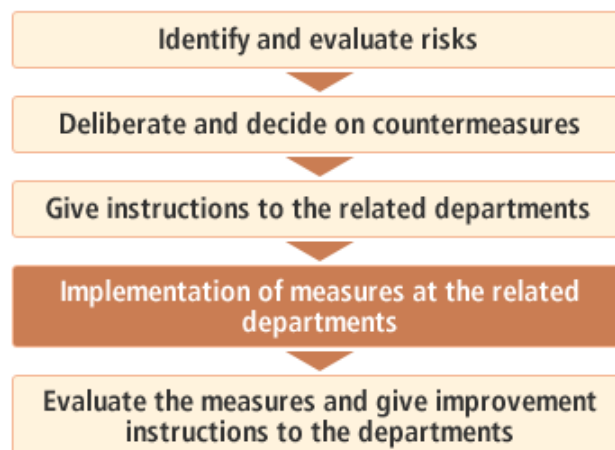 Identify and evaluate risks
Deliberate and decide on countermeasures
Give instructions to the related departments
Implementation of measures at the related
departments
Evaluate the measures and give improvement
instructions to the departments